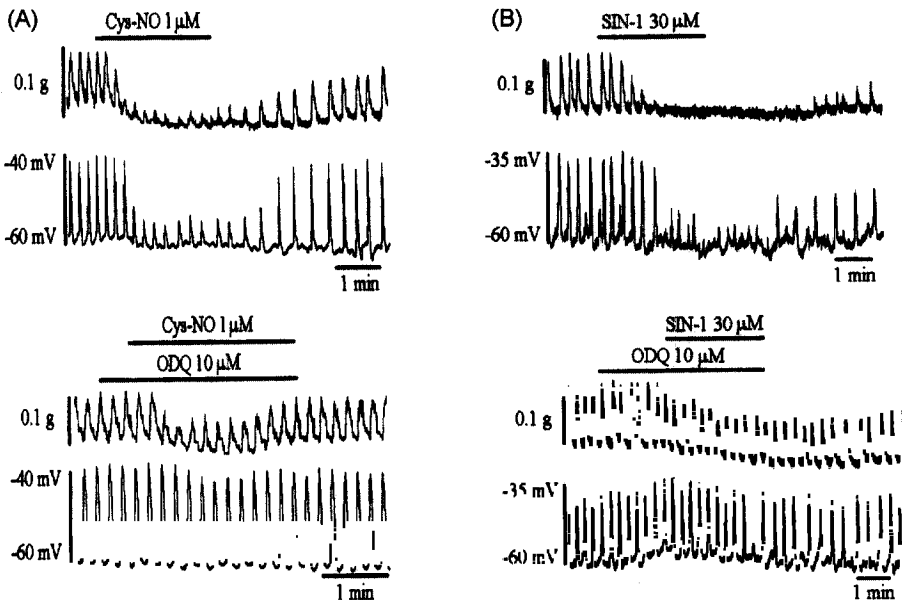 (A)
Cys-NO 1 μM
0.1 g
-40 mV
-60 mV
1 min
Cys-NO 1 μM
ODQ 10 μM
0.1 g
-40 mV
-60 mV
1 min
(B)
SIN-1 30 μM
0.1 g
-35 mV
-60 mV
1 min
SIN-1 30 μM
ODQ 10 μM
0.1 g
-35 mV
-60 mV
1 min